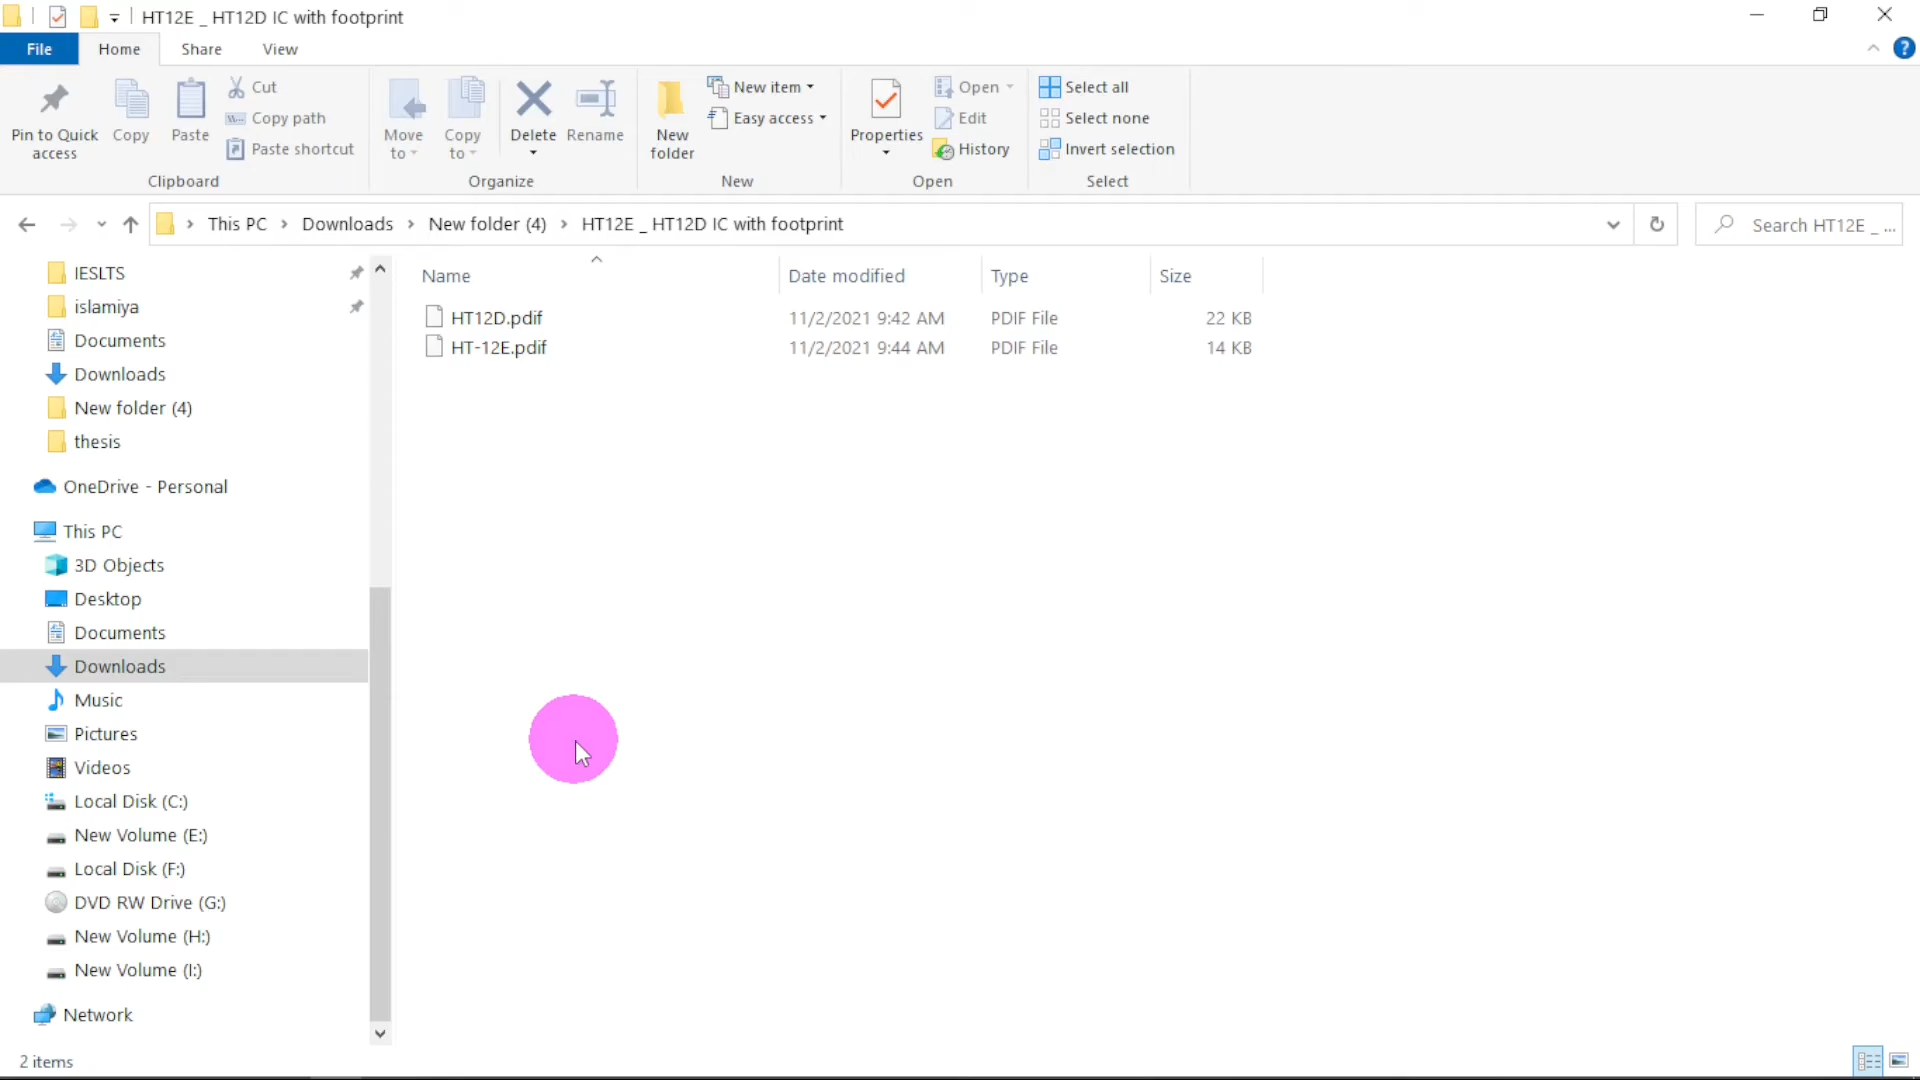 HT12E _ HT12D IC with footprint
File Home Share View
Pin to Quick access
Copy
Paste
Cut
Copy path
Paste shortcut
Clipboard
Move to
Copy to
Delete
Rename
Organize
New folder
New item
Easy access
New
Properties
Open
Edit
History
Open
Select all
Select none
Invert selection
Select
This PC > Downloads > New folder (4) > HT12E _ HT12D IC with footprint
Search HT12E _ ...
IESLTS
islamiya
Documents
Downloads
New folder (4)
thesis
OneDrive - Personal
This PC
3D Objects
Desktop
Documents
Downloads
Music
Pictures
Videos
Local Disk (C:)
New Volume (E:)
Local Disk (F:)
DVD RW Drive (G:)
New Volume (H:)
New Volume (I:)
Network
Name Date modified Type Size
HT12D.pdif 11/2/2021 9:42 AM PDIF File 22 KB
HT-12E.pdif 11/2/2021 9:44 AM PDIF File 14 KB
2 items